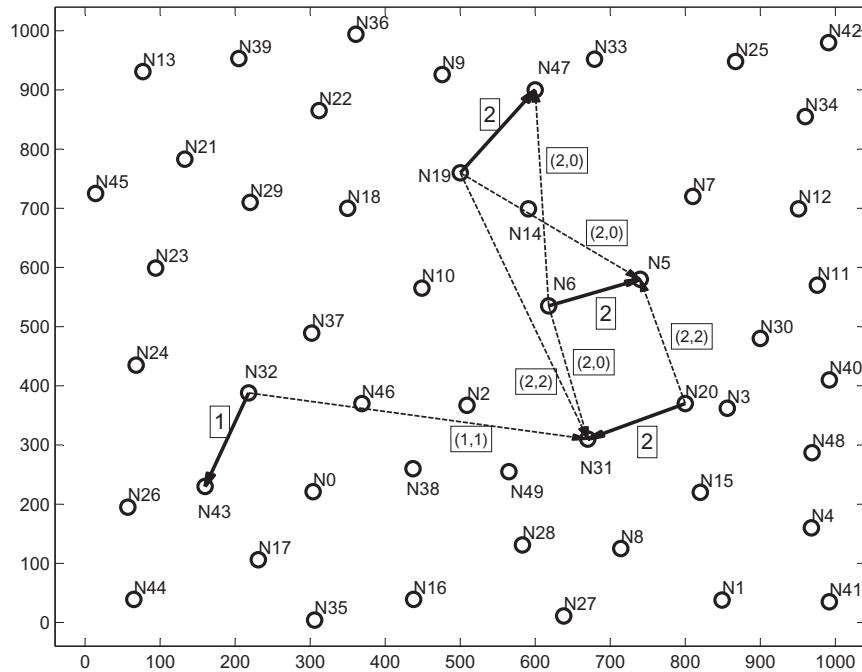 1000
900
800
700
600
500
400
300
200
100
0
0 100 200 300 400 500 600 700 800 900 1000
N36
N42
N39
N33
N13
N9
N47
N25
N22
N34
2
N21
(2,0)
N19
N45
N29
N18
N7
N12
N14
(2,0)
N23
N5
N10
N6
N11
2
N37
N30
N24
(2,2)
N32
(2,0)
(2,2)
N40
N46
N2
N20
N3
1
(1,1)
2
N31
N48
N0
N38
N49
N15
N26
N43
N4
N28
N8
N17
N44
N16
N1
N41
N35
N27